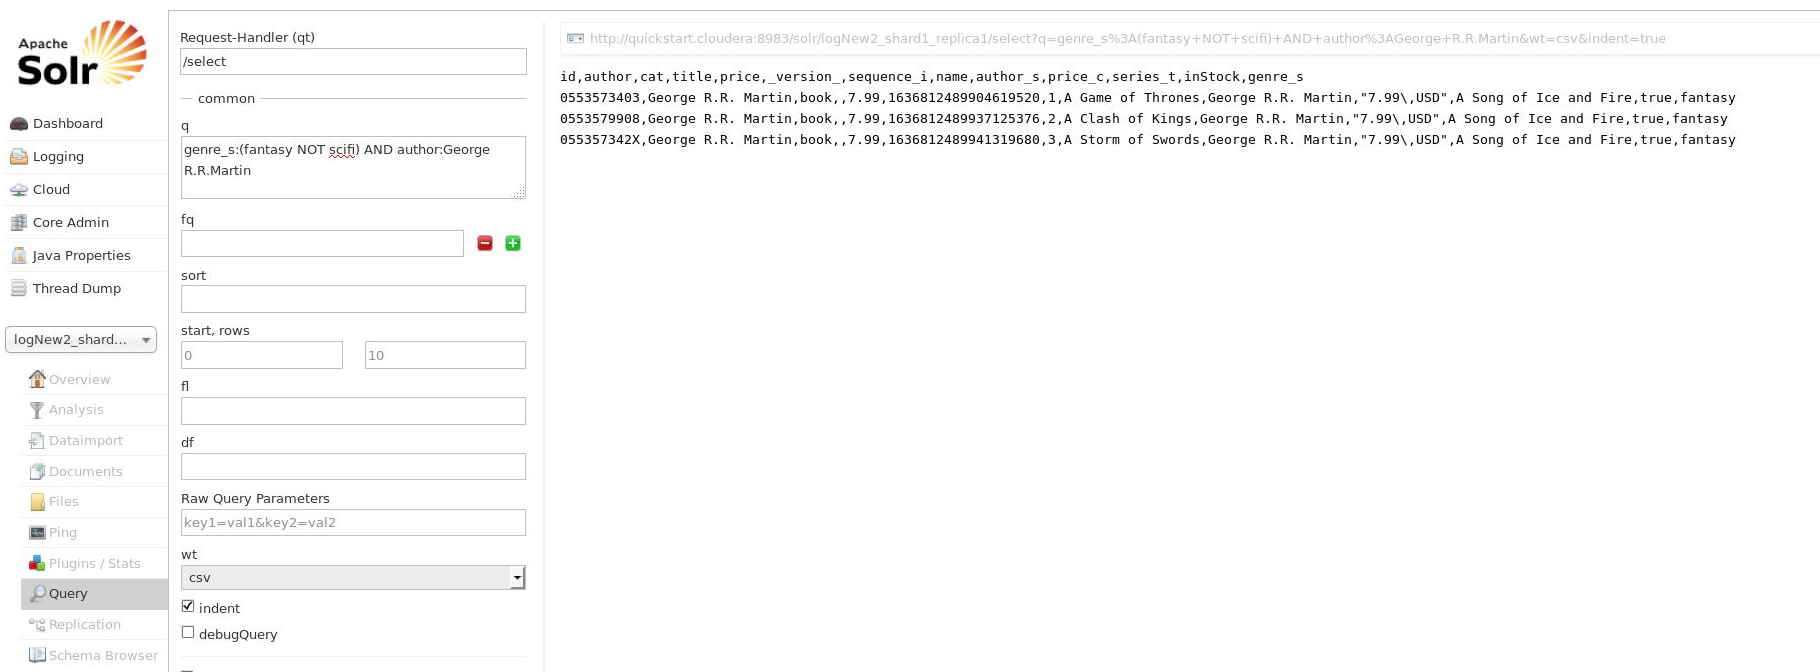 Apache
Solr
Dashboard
Logging
Cloud
Core Admin
Java Properties
Thread Dump
logNew2_shard...
Overview
Analysis
Dataimport
Documents
Files
Ping
Plugins / Stats
Query
Replication
Schema Browser
Request-Handler (qt)
/select
common
q
genre_s:(fantasy NOT scifi) AND author:George
R.R.Martin
fq
sort
start, rows
0 10
fl
df
Raw Query Parameters
key1=val1&key2=val2
wt
csv
indent
debugQuery
http://quickstart.cloudera:8983/solr/logNew2_shard1_replica1/select?q=genre_s%3A(fantasy+NOT+scifi)+AND+author%3AGeorge+R.R.Martin&wt=csv&indent=true
id,author,cat,title,price,_version_,sequence_i,name,author_s,price_c,series_t,inStock,genre_s
0553573403,George R.R. Martin,book,,7.99,1636812489904619520,1,A Game of Thrones,George R.R. Martin,"7.99\,USD",A Song of Ice and Fire,true,fantasy
0553579908,George R.R. Martin,book,,7.99,1636812489937125376,2,A Clash of Kings,George R.R. Martin,"7.99\,USD",A Song of Ice and Fire,true,fantasy
055357342X,George R.R. Martin,book,,7.99,1636812489941319680,3,A Storm of Swords,George R.R. Martin,"7.99\,USD",A Song of Ice and Fire,true,fantasy